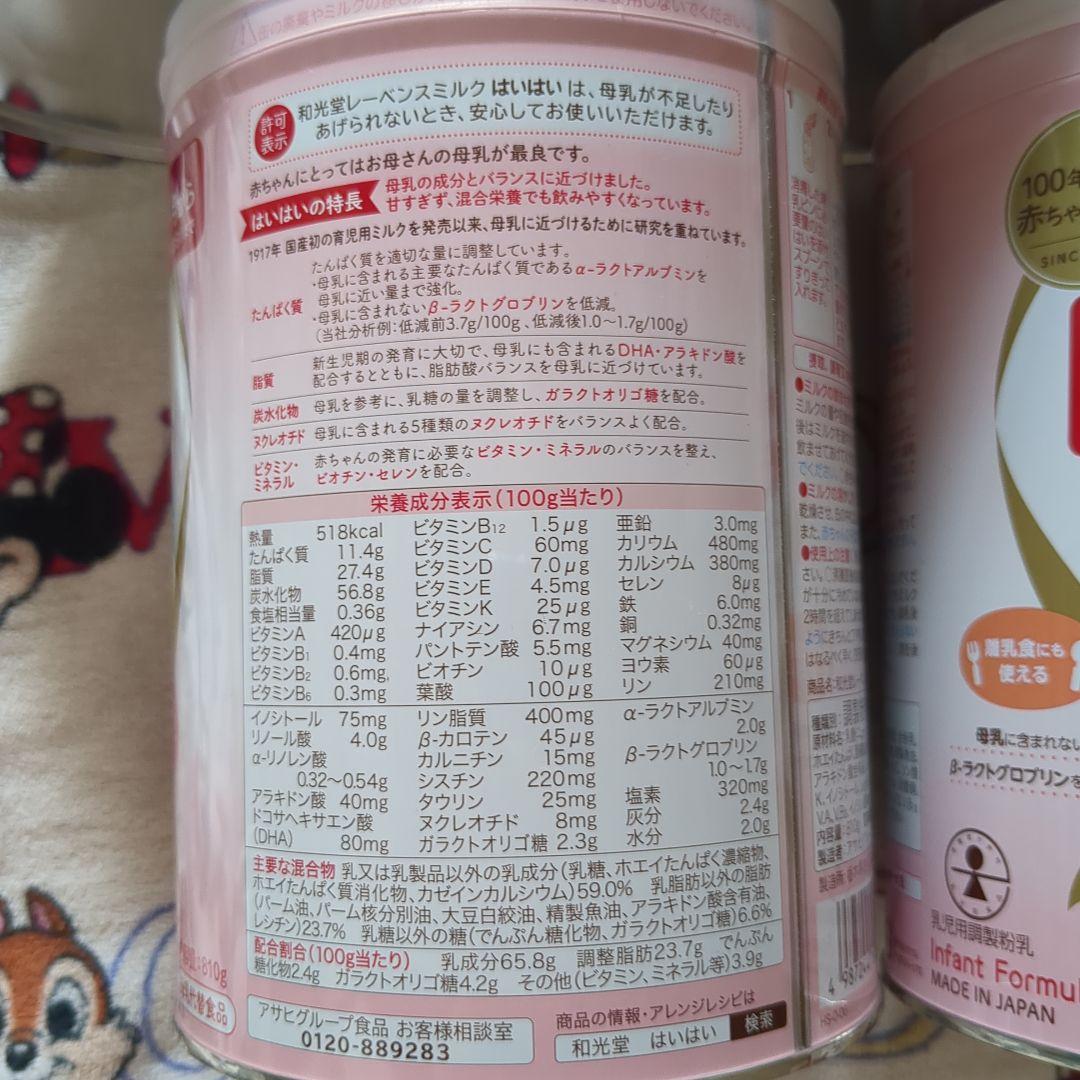 許可
表示
和光堂レーベンスミルク はいはい は、母乳が不足したり
あげられないとき、安心してお使いいただけます。
赤ちゃんにとってはお母さんの母乳が最良です。
はいはいの特長
母乳の成分とバランスに近づけました。
甘すぎず、混合栄養でも飲みやすくなっています。
1917年 国産初の育児用ミルクを発売以来、母乳に近づけるために研究を重ねています。
たんぱく質
たんぱく質を適切な量に調整しています。
・母乳に含まれる主要なたんぱく質であるα-ラクトアルブミンを
母乳に近い量まで強化。
・母乳に含まれないβ-ラクトグロブリンを低減。
(当社分析例:低減前3.7g/100g、低減後1.0〜1.7g/100g)
脂質
新生児期の発育に大切で、母乳にも含まれるDHA・アラキドン酸を
配合するとともに、脂肪酸バランスを母乳に近づけています。
炭水化物 母乳を参考に、乳糖の量を調整し、ガラクトオリゴ糖を配合。
ヌクレオチド 母乳に含まれる5種類のヌクレオチドをバランスよく配合。
ビタミン・
ミネラル
赤ちゃんの発育に必要なビタミン・ミネラルのバランスを整え、
ビオチン・セレンを配合。
栄養成分表示(100g当たり)
熱量 518kcal
たんぱく質 11.4g
脂質 27.4g
炭水化物 56.8g
食塩相当量 0.36g
ビタミンA 420μg
ビタミンB1 0.4mg
ビタミンB2 0.6mg
ビタミンB6 0.3mg
ビタミンB12 1.5μg
ビタミンC 60mg
ビタミンD 7.0μg
ビタミンE 4.5mg
ビタミンK 25μg
ナイアシン 6.7mg
パントテン酸 5.5mg
ビオチン 10μg
葉酸 100μg
亜鉛 3.0mg
カリウム 480mg
カルシウム 380mg
セレン 8μg
鉄 6.0mg
銅 0.32mg
マグネシウム 40mg
ヨウ素 60μg
リン 210mg
イノシトール 75mg
リノール酸 4.0g
α-リノレン酸
0.32〜0.54g
アラキドン酸 40mg
ドコサヘキサエン酸
(DHA) 80mg
リン脂質 400mg
β-カロテン 45μg
カルニチン 15mg
シスチン 220mg
タウリン 25mg
ヌクレオチド 8mg
ガラクトオリゴ糖 2.3g
α-ラクトアルブミン
2.0g
β-ラクトグロブリン
1.0〜1.7g
塩素 320mg
灰分 2.4g
水分 2.0g
主要な混合物 乳又は乳製品以外の乳成分(乳糖、ホエイたんぱく濃縮物、
ホエイたんぱく質消化物、カゼインカルシウム)59.0% 乳脂肪以外の脂肪
(パーム油、パーム核分別油、大豆白絞油、精製魚油、アラキドン酸含有油、
レシチン)23.7% 乳糖以外の糖(でんぷん糖化物、ガラクトオリゴ糖)6.6%
配合割合(100g当たり) 乳成分65.8g 調整脂肪23.7g でんぷん
糖化物2.4g ガラクトオリゴ糖4.2g その他(ビタミン、ミネラル等)3.9g
アサヒグループ食品 お客様相談室
0120-889283
商品の情報・アレンジレシピは
和光堂 はいはい 検索
810g
代替食品
100年
赤ちゃ
SINC
離乳食にも
使える
母乳に含まれない
β-ラクトグロブリンを
乳児用調製粉乳
Infant Formul
MADE IN JAPAN